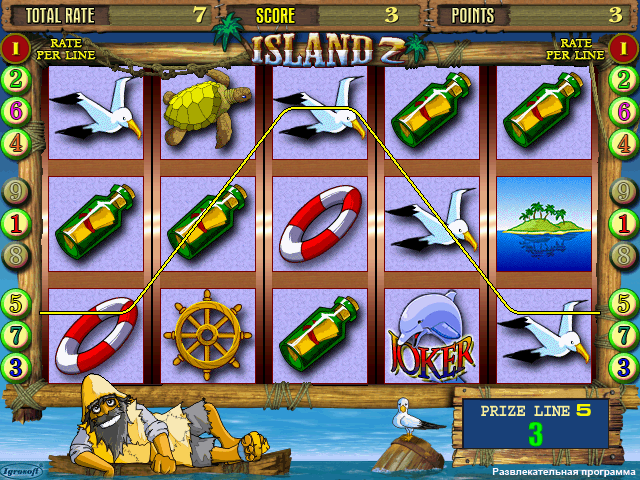 TOTAL RATE 7 SCORE 3 POINTS 3
ISLAND 2
1 RATE PER LINE RATE PER LINE 1
2 2
6 6
4 4
9 9
1 1
8 8
5 5
7 7
3 3
JOKER
PRIZE LINE 5
3
Igrosoft
Развлекательная программа